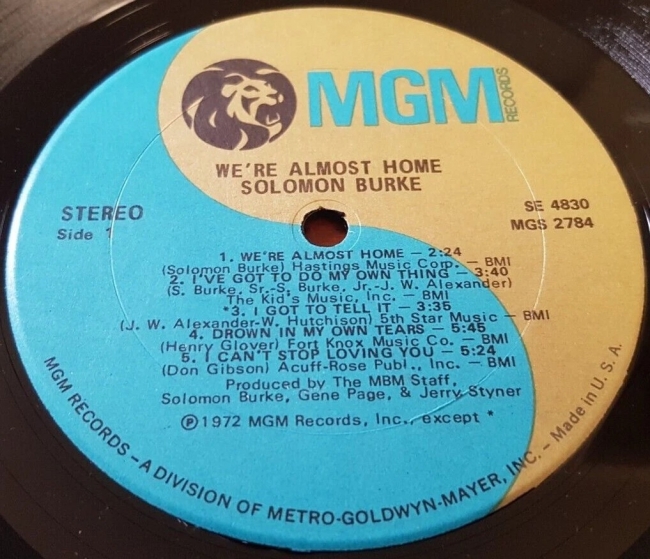 MGM RECORDS
WE'RE ALMOST HOME
SOLOMON BURKE
STEREO
Side 1
SE 4830
MGS 2784
1. WE'RE ALMOST HOME – 2:24
(Solomon Burke) Hastings Music Corp. – BMI
2. I'VE GOT TO DO MY OWN THING – 3:40
(S. Burke, Sr.-S. Burke, Jr.-J. W. Alexander)
The Kid's Music, Inc. – BMI
*3. I GOT TO TELL IT – 3:35
(J. W. Alexander-W. Hutchison) 5th Star Music – BMI
4. DROWN IN MY OWN TEARS – 5:45
(Henry Glover) Fort Knox Music Co. – BMI
5. I CAN'T STOP LOVING YOU – 5:24
(Don Gibson) Acuff-Rose Publ., Inc. – BMI
Produced by The MBM Staff,
Solomon Burke, Gene Page, & Jerry Styner
℗ 1972 MGM Records, Inc., except *
MGM RECORDS – A DIVISION OF METRO-GOLDWYN-MAYER, INC. – Made in U. S. A.